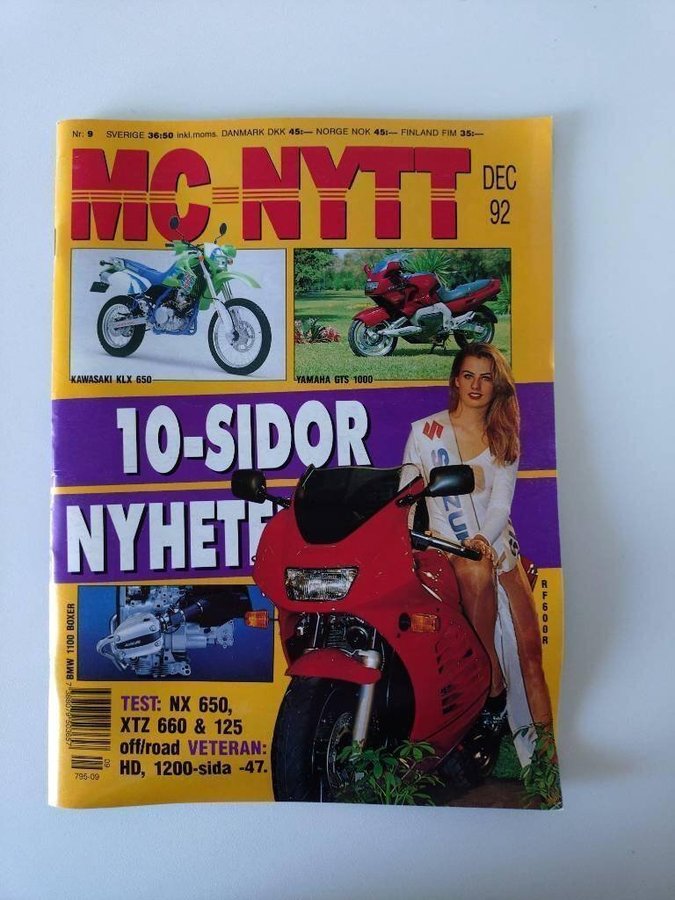 Nr: 9 SVERIGE 36:50 inkl.moms. DANMARK DKK 45:— NORGE NOK 45:— FINLAND FIM 35:—
MC-NYTT
DEC
92
KAWASAKI KLX 650
YAMAHA GTS 1000
10-SIDOR
NYHETE
SUZU
RF600R
BMW 1100 BOXER
TEST: NX 650,
XTZ 660 & 125
off/road VETERAN:
HD, 1200-sida -47.
09
795-09